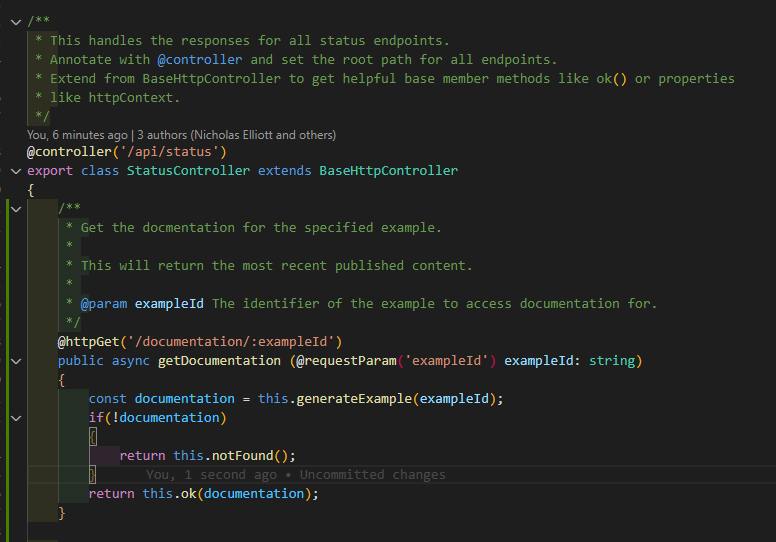 /**
* This handles the responses for all status endpoints.
* Annotate with @controller and set the root path for all endpoints.
* Extend from BaseHttpController to get helpful base member methods like ok() or properties
* like httpContext.
*/
You, 6 minutes ago | 3 authors (Nicholas Elliott and others)
@controller('/api/status')
export class StatusController extends BaseHttpController
{
/**
* Get the docmentation for the specified example.
*
* This will return the most recent published content.
*
* @param exampleId The identifier of the example to access documentation for.
*/
@httpGet('/documentation/:exampleId')
public async getDocumentation (@requestParam('exampleId') exampleId: string)
{
const documentation = this.generateExample(exampleId);
if(!documentation)
{
return this.notFound();
} You, 1 second ago • Uncommitted changes
return this.ok(documentation);
}